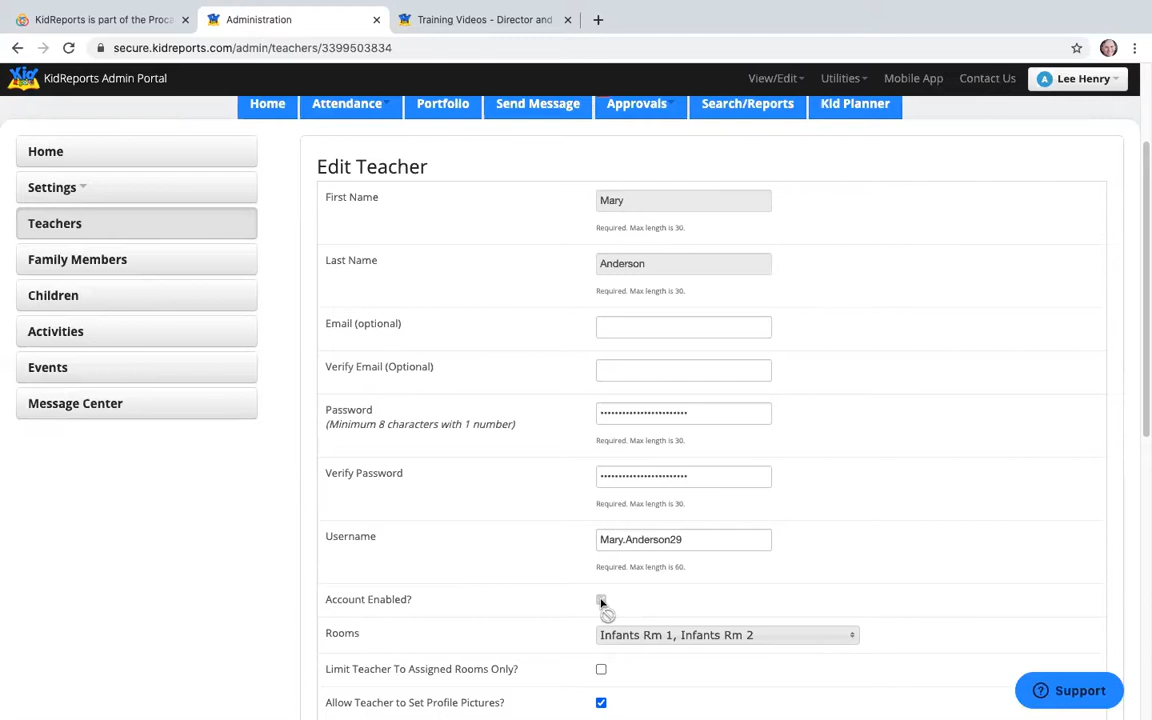 KidReports is part of the Proca
Administration
Training Videos - Director and
secure.kidreports.com/admin/teachers/3399503834
Kid
KidReports Admin Portal
View/Edit
Utilities
Mobile App
Contact Us
A Lee Henry
Home
Attendance
Portfolio
Send Message
Approvals
Search/Reports
Kid Planner
Home
Settings
Teachers
Family Members
Children
Activities
Events
Message Center
Edit Teacher
First Name
Mary
Required. Max length is 30.
Last Name
Anderson
Required. Max length is 30.
Email (optional)
Verify Email (Optional)
Password
(Minimum 8 characters with 1 number)
Required. Max length is 30.
Verify Password
Required. Max length is 30.
Username
Mary.Anderson29
Required. Max length is 60.
Account Enabled?
Rooms
Infants Rm 1, Infants Rm 2
Limit Teacher To Assigned Rooms Only?
Allow Teacher to Set Profile Pictures?
Support